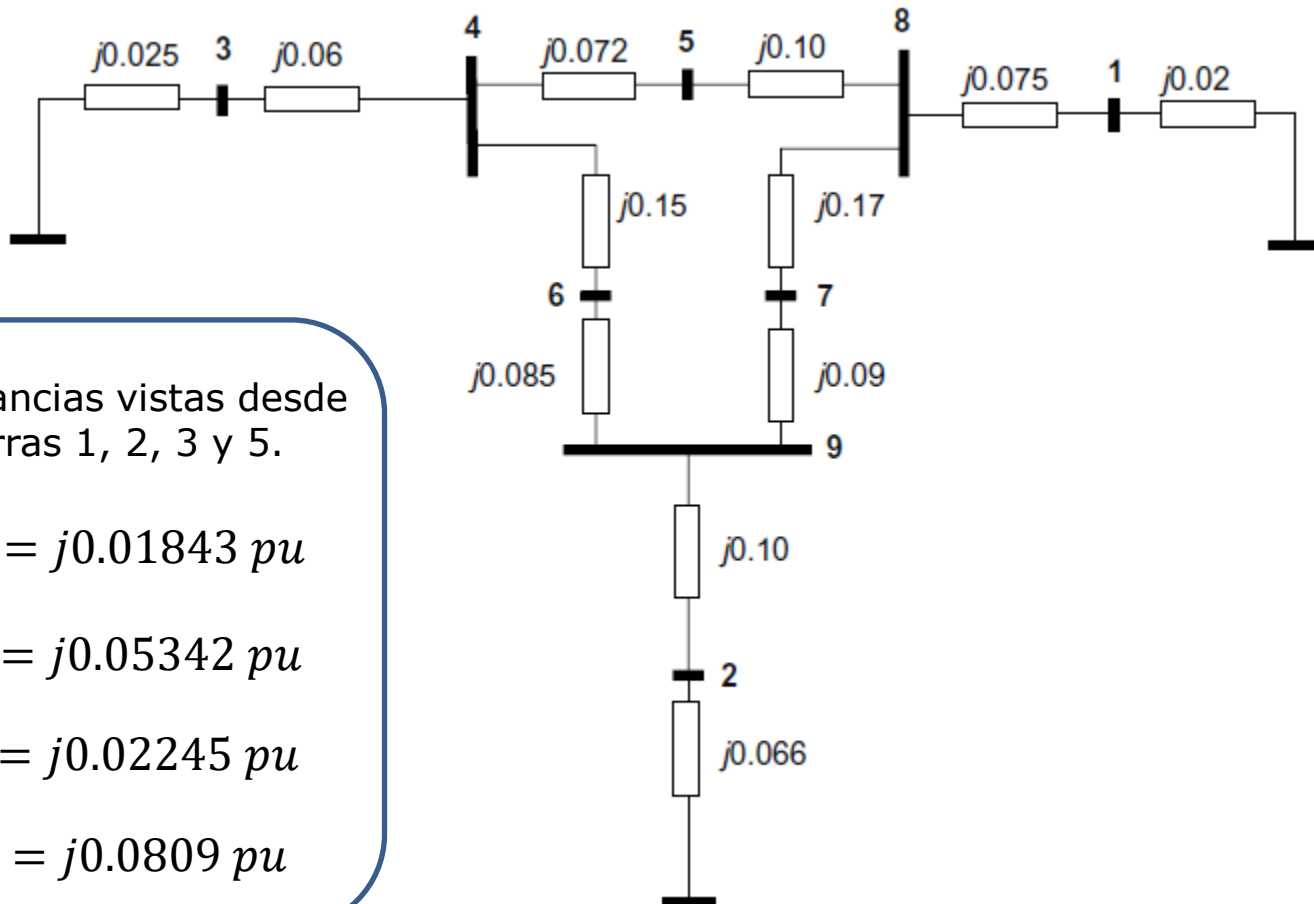 4
8
j0.025 3 j0.06
j0.072 5 j0.10
j0.075 1 j0.02
j0.15
j0.17
6
7
j0.085
j0.09
9
j0.10
2
j0.066
ancias vistas desde
rras 1, 2, 3 y 5.
= j0.01843 pu
= j0.05342 pu
= j0.02245 pu
= j0.0809 pu